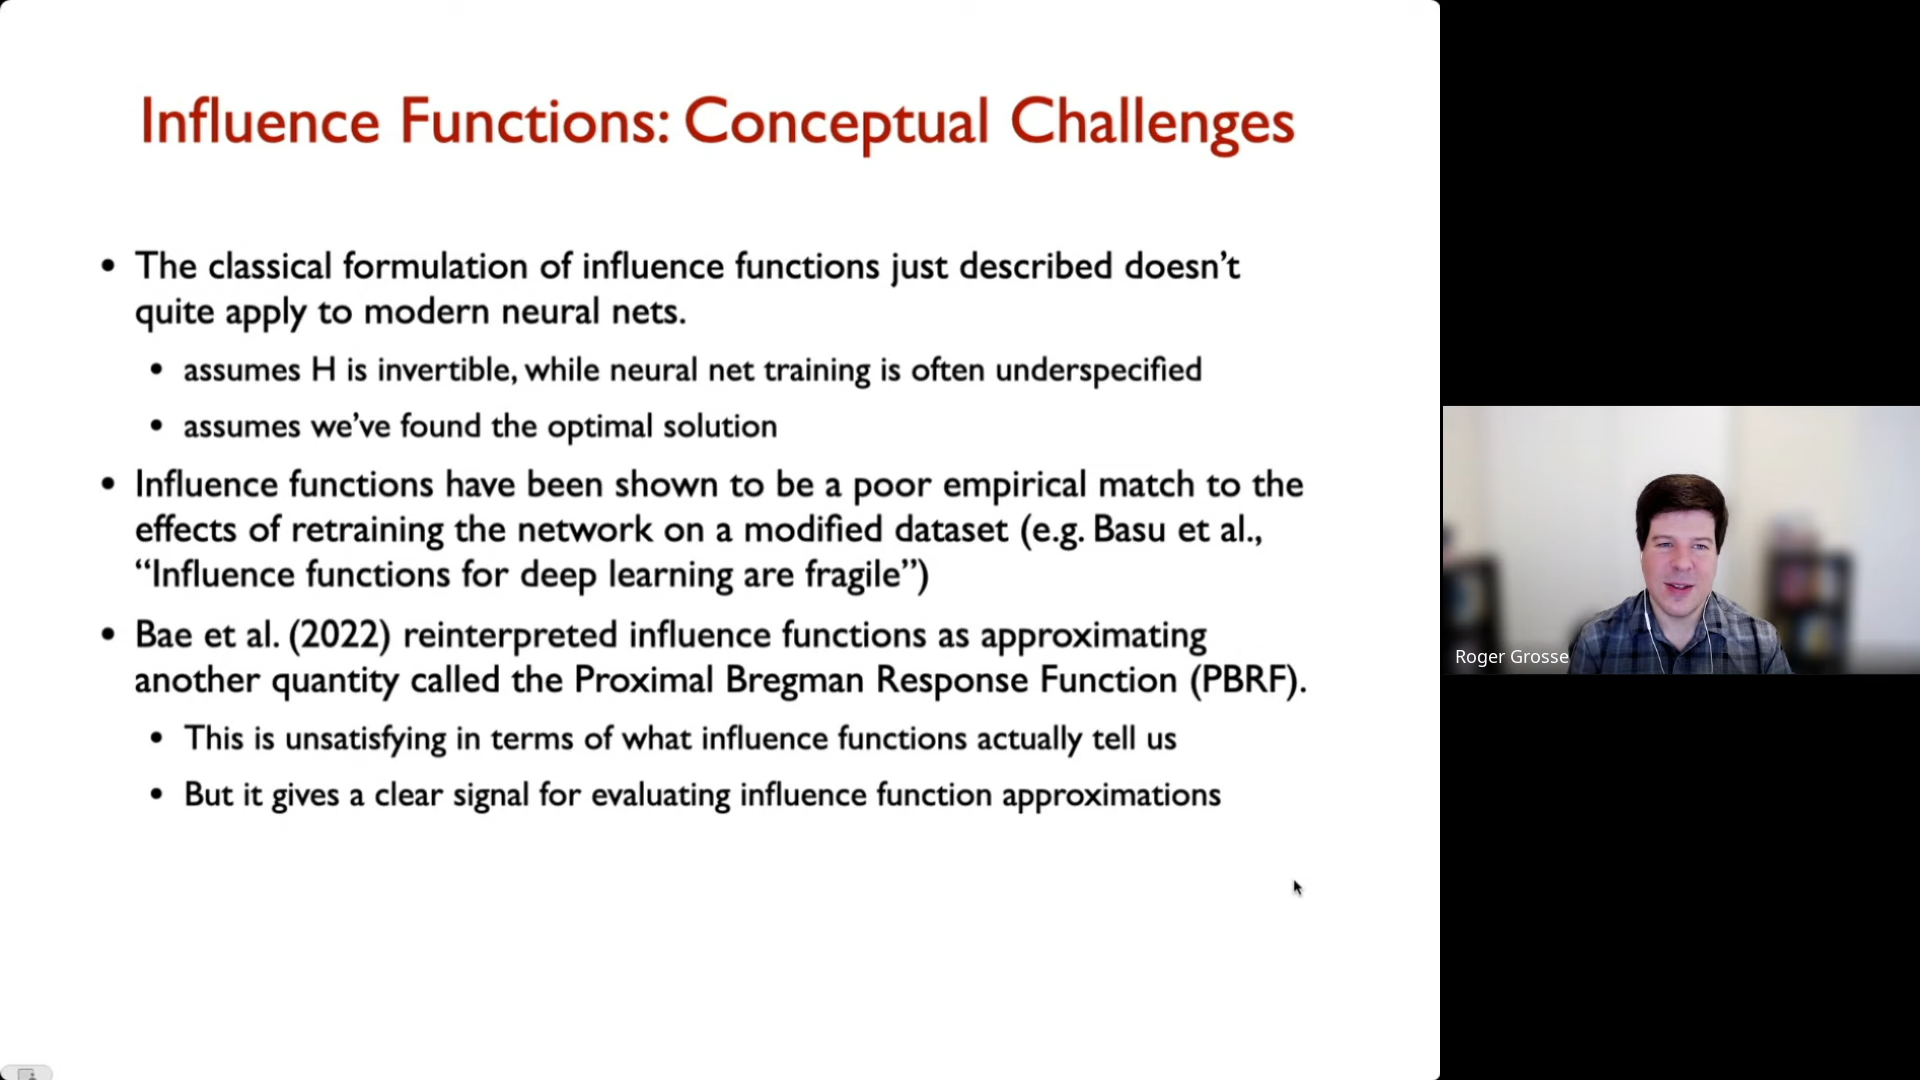 Influence Functions: Conceptual Challenges
• The classical formulation of influence functions just described doesn’t
quite apply to modern neural nets.
• assumes H is invertible, while neural net training is often underspecified
• assumes we’ve found the optimal solution
• Influence functions have been shown to be a poor empirical match to the
effects of retraining the network on a modified dataset (e.g. Basu et al.,
“Influence functions for deep learning are fragile”)
• Bae et al. (2022) reinterpreted influence functions as approximating
another quantity called the Proximal Bregman Response Function (PBRF).
• This is unsatisfying in terms of what influence functions actually tell us
• But it gives a clear signal for evaluating influence function approximations
Roger Grosse